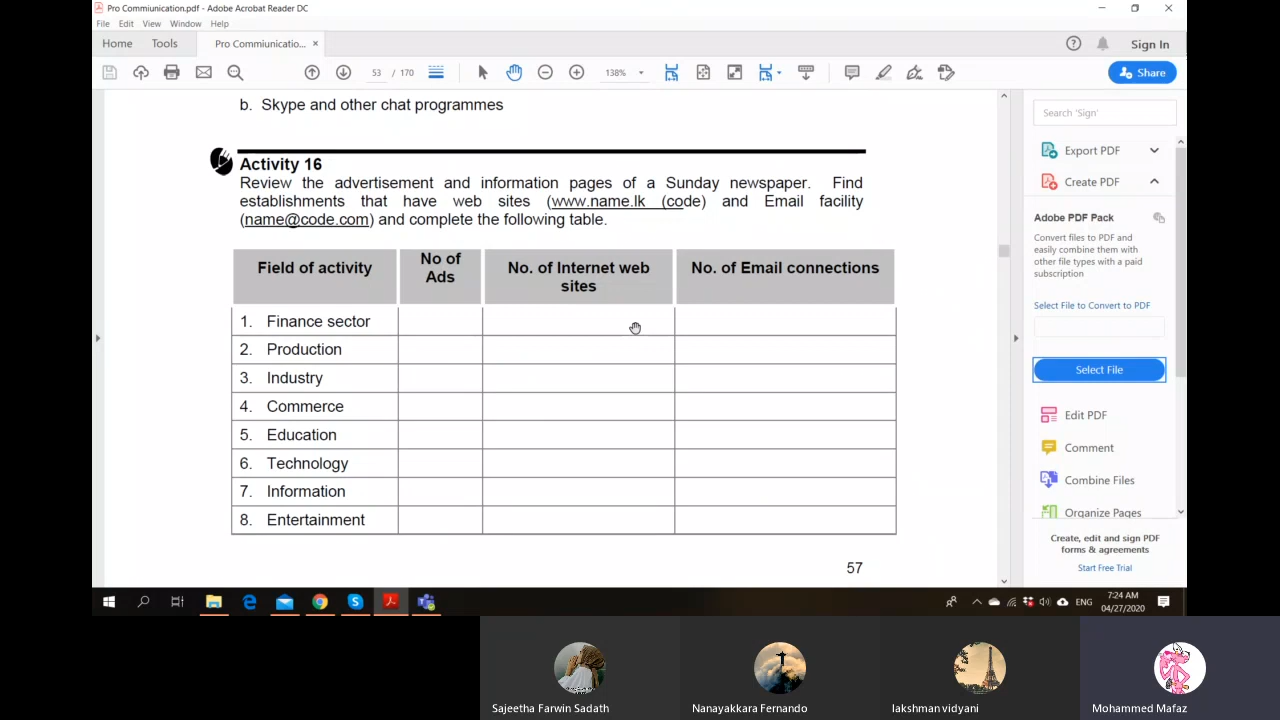 Pro Commiunication.pdf - Adobe Acrobat Reader DC
File Edit View Window Help
Home Tools Pro Commiunicatio... × Sign In
53 / 170 138% Share
b. Skype and other chat programmes
Activity 16
Review the advertisement and information pages of a Sunday newspaper. Find
establishments that have web sites (www.name.lk (code) and Email facility
(name@code.com) and complete the following table.
Field of activity No of Ads No. of Internet web sites No. of Email connections
1. Finance sector
2. Production
3. Industry
4. Commerce
5. Education
6. Technology
7. Information
8. Entertainment
57
Search 'Sign'
Export PDF
Create PDF
Adobe PDF Pack
Convert files to PDF and
easily combine them with
other file types with a paid
subscription
Select File to Convert to PDF
Select File
Edit PDF
Comment
Combine Files
Organize Pages
Create, edit and sign PDF
forms & agreements
Start Free Trial
ENG 7:24 AM
04/27/2020
Sajeetha Farwin Sadath Nanayakkara Fernando lakshman vidyani Mohammed Mafaz